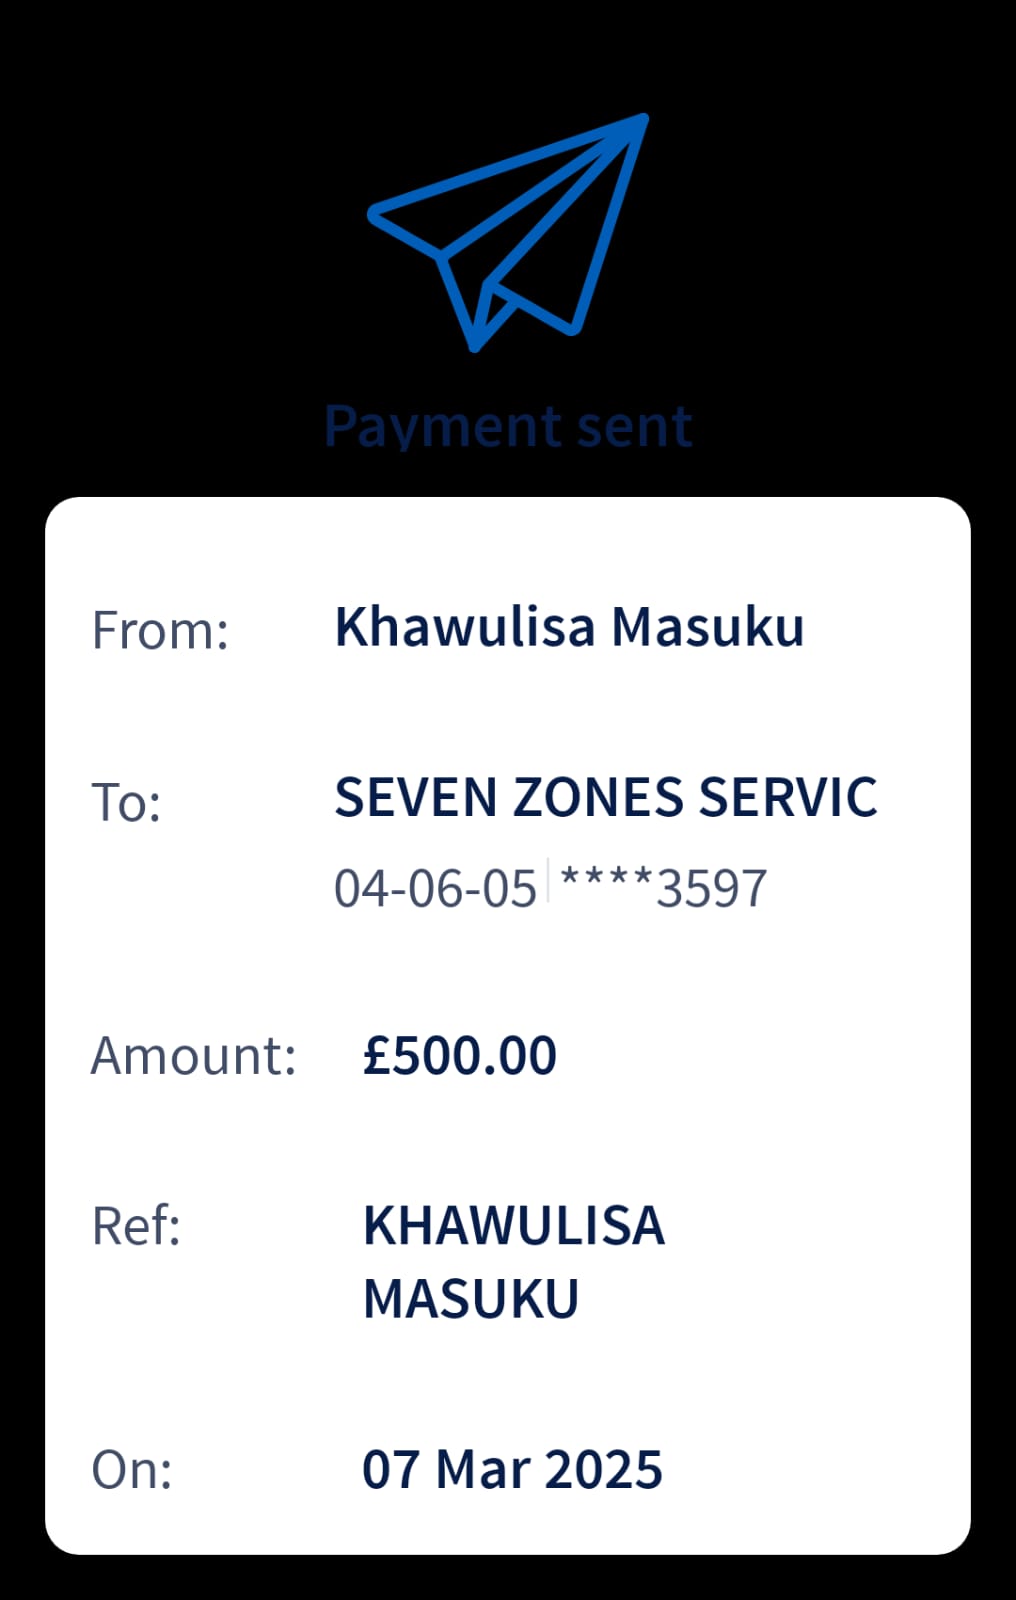 Payment sent
From: Khawulisa Masuku
To: SEVEN ZONES SERVIC
04-06-05 ****3597
Amount: £500.00
Ref: KHAWULISA
MASUKU
On: 07 Mar 2025